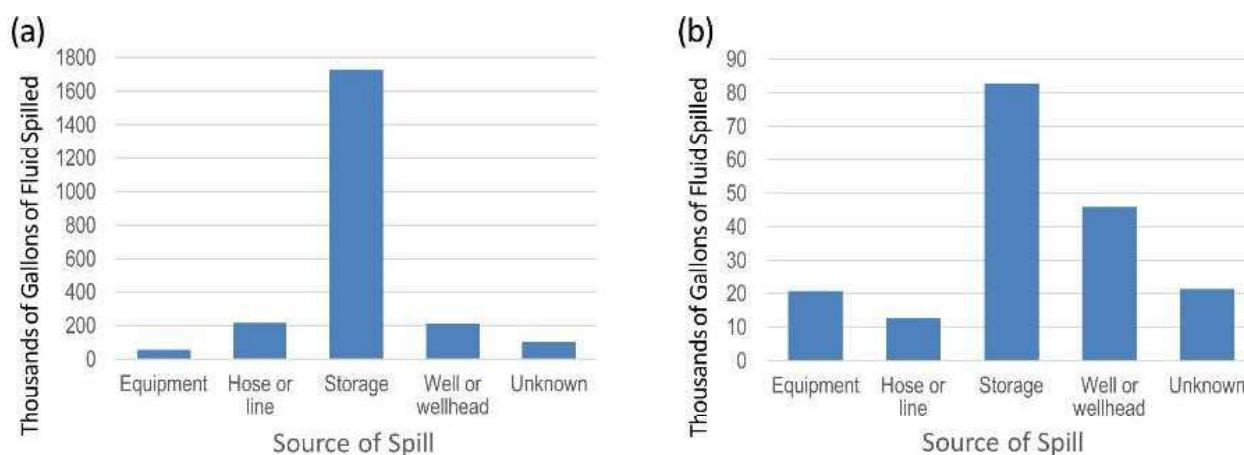 (a)
Thousands of Gallons of Fluid Spilled
1800
1600
1400
1200
1000
800
600
400
200
0
Equipment
Hose or
line
Storage
Well or
wellhead
Unknown
Source of Spill
(b)
Thousands of Gallons of Fluid Spilled
90
80
70
60
50
40
30
20
10
0
Equipment
Hose or
line
Storage
Well or
wellhead
Unknown
Source of Spill